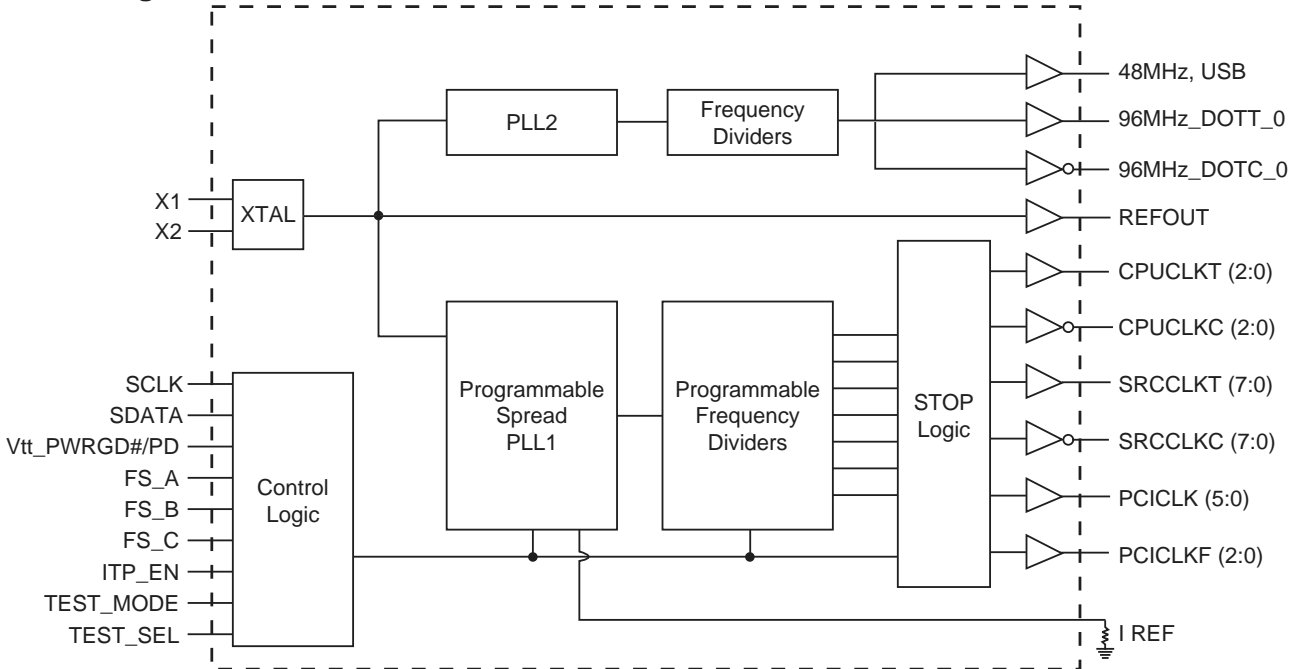 48MHz, USB
PLL2
Frequency
Dividers
96MHz_DOTT_0
96MHz_DOTC_0
X1
X2
XTAL
REFOUT
CPUCLKT (2:0)
CPUCLKC (2:0)
SCLK
SDATA
Vtt_PWRGD#/PD
FS_A
FS_B
FS_C
ITP_EN
TEST_MODE
TEST_SEL
Control
Logic
Programmable
Spread
PLL1
Programmable
Frequency
Dividers
STOP
Logic
SRCCLKT (7:0)
SRCCLKC (7:0)
PCICLK (5:0)
PCICLKF (2:0)
I REF